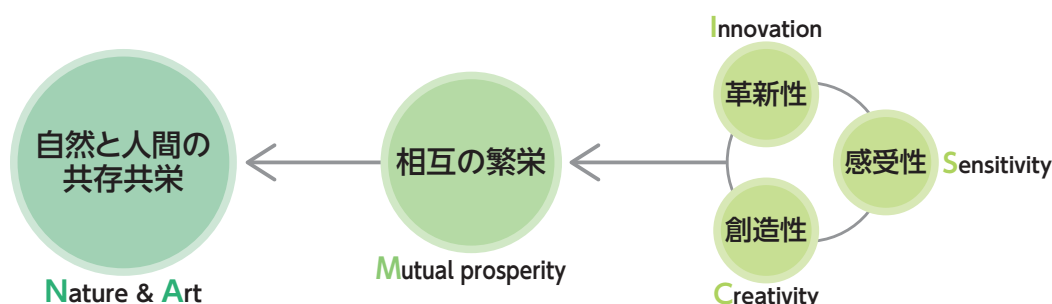 自然と人間の
共存共栄
Nature & Art
相互の繁栄
Mutual prosperity
Innovation
革新性
感受性
Sensitivity
創造性
Creativity